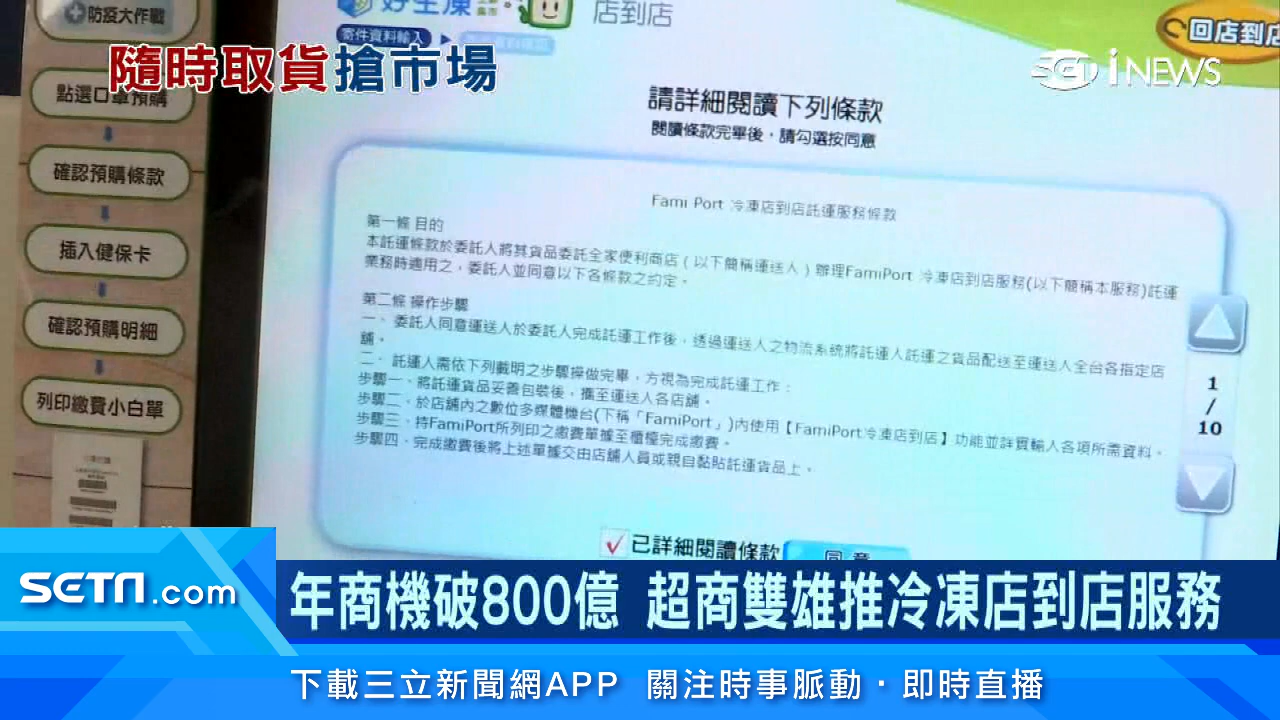 防疫大作戰
點選口罩預購
確認預購條款
插入健保卡
確認預購明細
列印繳費小白單
隨時取貨搶市場
SET iNEWS
好生凍
店到店
回店到店
寄件資料輸入
請詳細閱讀下列條款
閱讀條款完畢後，請勾選按同意
Fami Port 冷凍店到店託運服務條款
第一條 目的
本託運條款於委託人將其貨品委託全家便利商店（以下簡稱運送人）辦理FamiPort 冷凍店到店服務(以下簡稱本服務)託運
業務時適用之，委託人並同意以下各條款之約定。
第二條 操作步驟
一、 委託人同意運送人於委託人完成託運工作後，透過運送人之物流系統將託運人託運之貨品配送至運送人全台各指定店
舖。
二、 託運人需依下列載明之步驟操做完畢，方視為完成託運工作：
步驟一、將託運貨品妥善包裝後，攜至運送人各店舖。
步驟二、於店舖內之數位多媒體機台(下稱「FamiPort」)內使用【FamiPort冷凍店到店】功能並詳實輸入各項所需資料。
步驟三、持FamiPort所列印之繳費單據至櫃檯完成繳費。
步驟四、完成繳費後將上述單據交由店舖人員或親自黏貼託運貨品上。
1
/
10
已詳細閱讀條款
同意
SETN.com
年商機破800億 超商雙雄推冷凍店到店服務
下載三立新聞網APP 關注時事脈動・即時直播